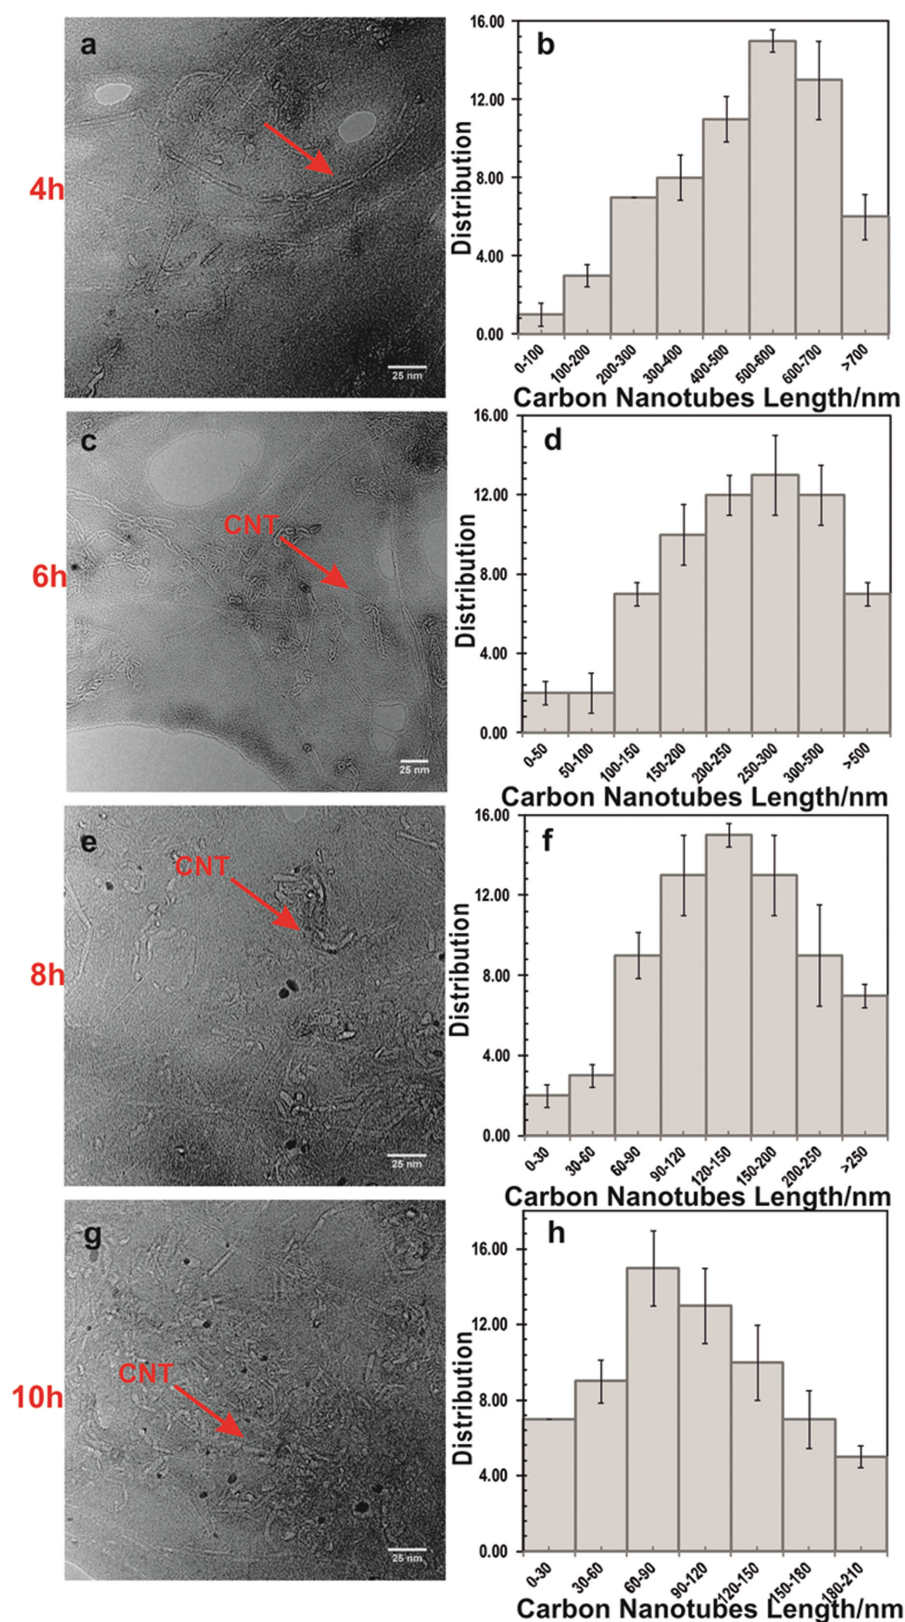 a
4h
25 nm
b
16.00
12.00
8.00
4.00
0.00
Distribution
0-100
100-200
200-300
300-400
400-500
500-600
600-700
>700
Carbon Nanotubes Length/nm
c
CNT
6h
25 nm
d
16.00
12.00
8.00
4.00
0.00
Distribution
0-50
50-100
100-150
150-200
200-250
250-300
300-500
>500
Carbon Nanotubes Length/nm
e
CNT
8h
25 nm
f
16.00
12.00
8.00
4.00
0.00
Distribution
0-30
30-60
60-90
90-120
120-150
150-200
200-250
>250
Carbon Nanotubes Length/nm
g
CNT
10h
25 nm
h
16.00
12.00
8.00
4.00
0.00
Distribution
0-30
30-60
60-90
90-120
120-150
150-180
180-210
Carbon Nanotubes Length/nm